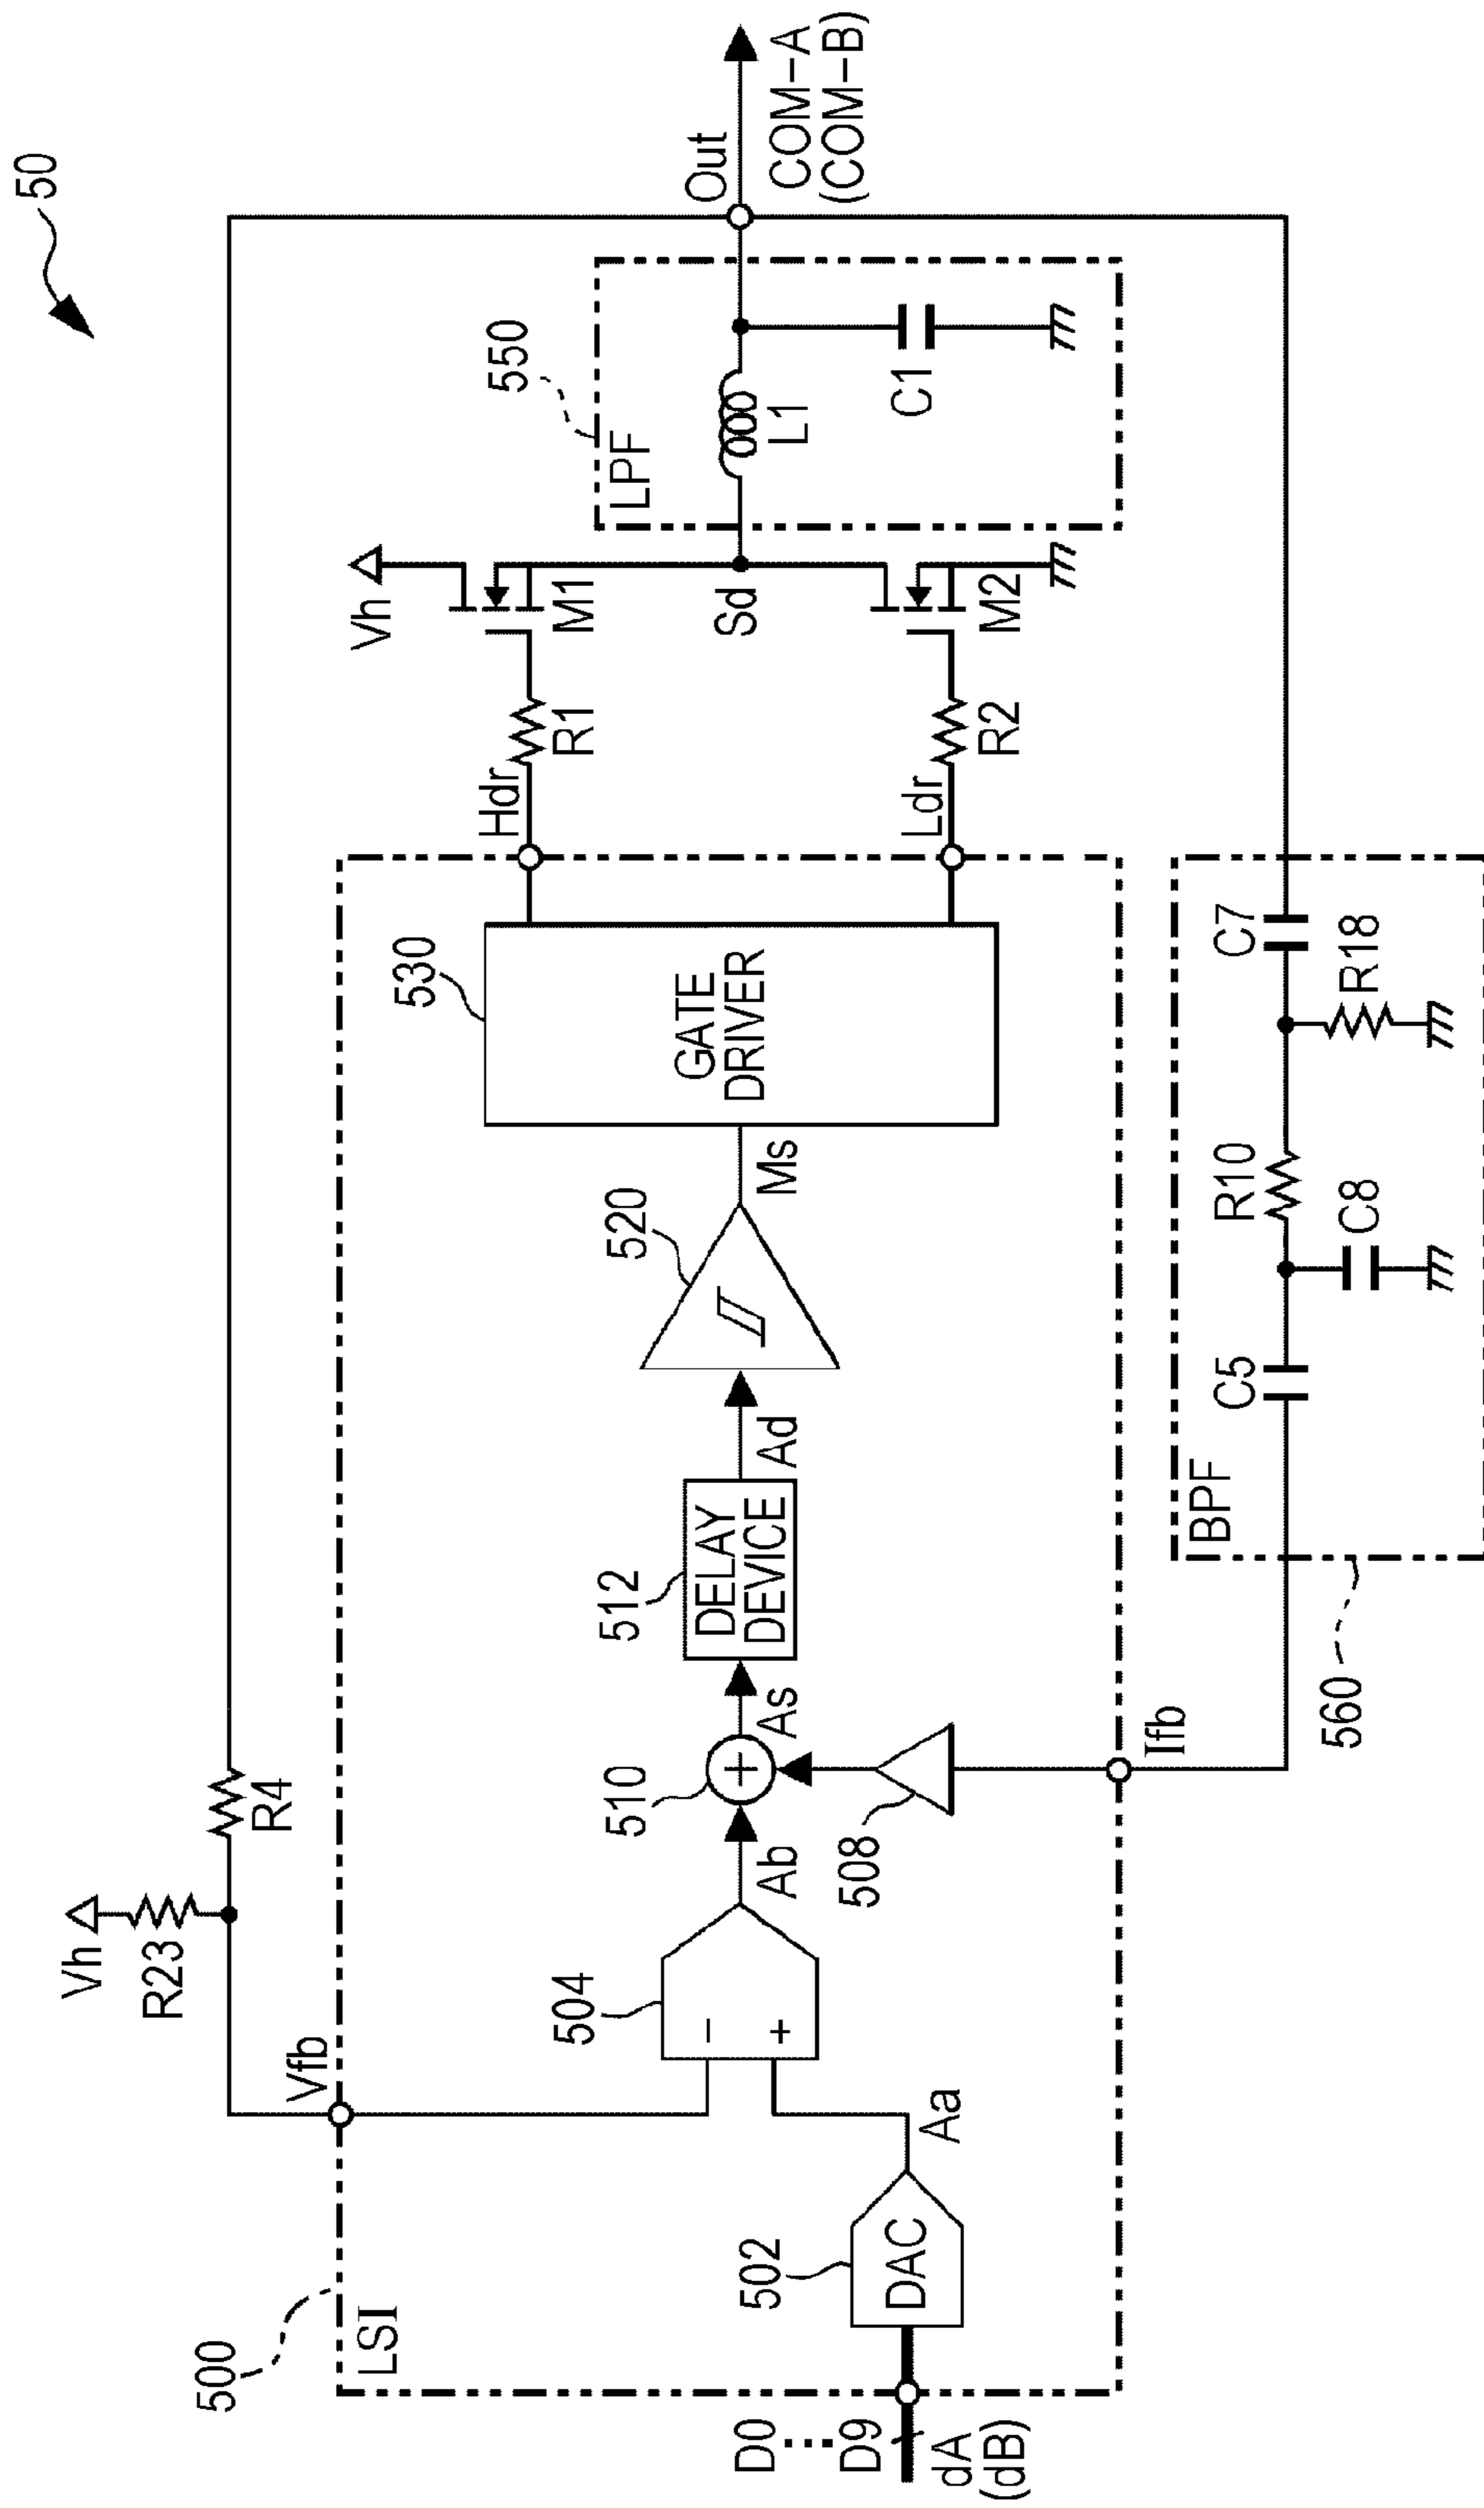 50
Vh
R23
R4
Vfb
500
LSI
D0
D9
dA
(dB)
502
DAC
Aa
504
−
+
Ab
510
+
508
As
512
DELAY
DEVICE
Ad
520
Ms
530
GATE
DRIVER
Hdr
R1
Vh
M1
Sd
Ldr
R2
M2
550
LPF
L1
C1
Out
COM−A
(COM−B)
Ifb
560
BPF
C5
C8
R10
R18
C7